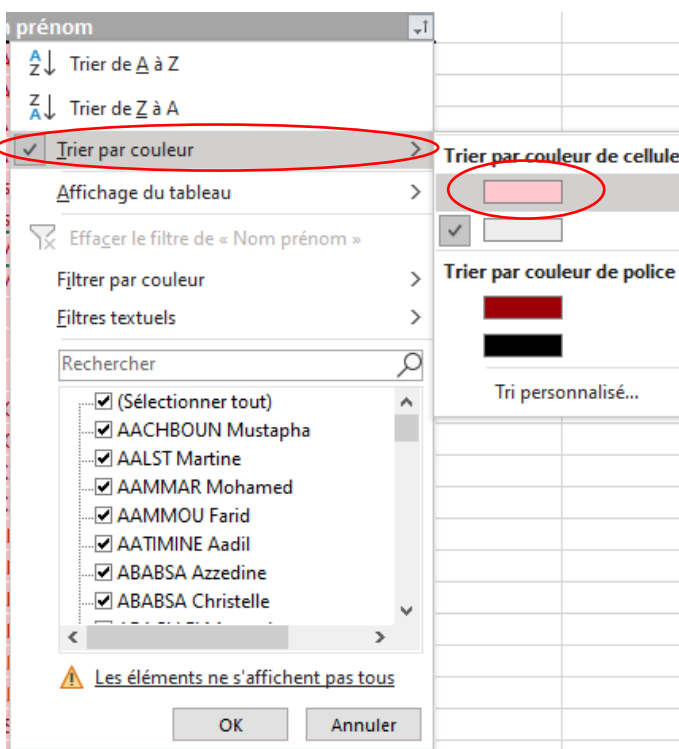 prénom
Trier de A à Z
Trier de Z à A
Trier par couleur
Affichage du tableau
Effacer le filtre de « Nom prénom »
Filtrer par couleur
Filtres textuels
Rechercher
(Sélectionner tout)
AACHBOUN Mustapha
AALST Martine
AAMMAR Mohamed
AAMMOU Farid
AATIMINE Aadil
ABABSA Azzedine
ABABSA Christelle
Les éléments ne s'affichent pas tous
OK Annuler
Trier par couleur de cellule
Trier par couleur de police
Tri personnalisé...